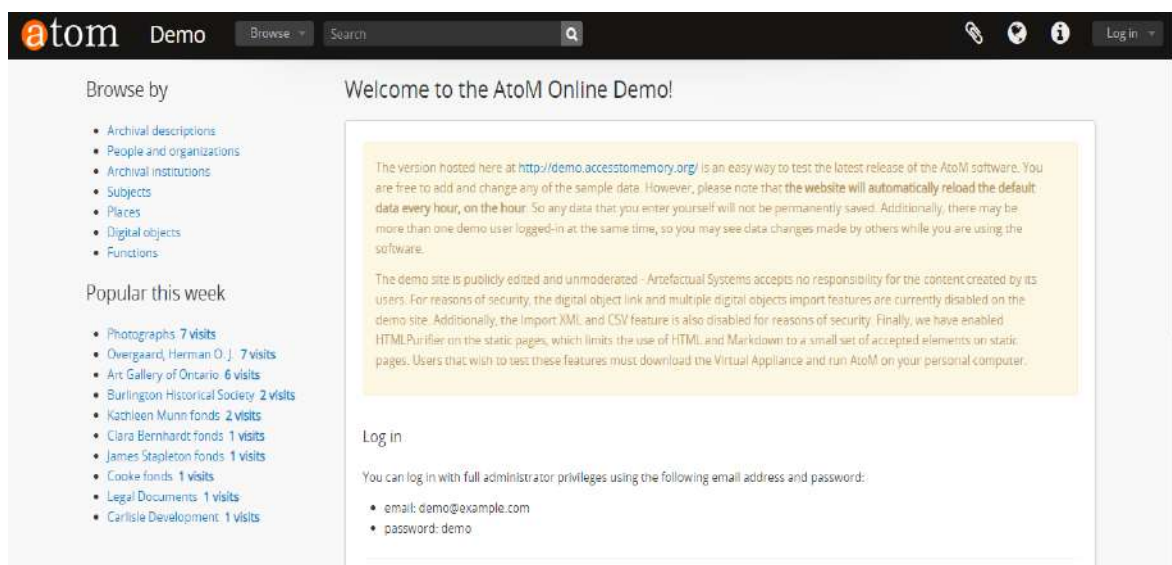 atom Demo Browse Search Log in
Browse by
Archival descriptions
People and organizations
Archival institutions
Subjects
Places
Digital objects
Functions
Popular this week
Photographs 7 visits
Overgaard, Herman O. J. 7 visits
Art Gallery of Ontario 6 visits
Burlington Historical Society 2 visits
Kathleen Munn fonds 2 visits
Clara Bernhardt fonds 1 visits
James Stapleton fonds 1 visits
Cooke fonds 1 visits
Legal Documents 1 visits
Carlisle Development 1 visits
Welcome to the AtoM Online Demo!
The version hosted here at http://demo.accesstomemory.org/ is an easy way to test the latest release of the AtoM software. You
are free to add and change any of the sample data. However, please note that the website will automatically reload the default
data every hour, on the hour. So any data that you enter yourself will not be permanently saved. Additionally, there may be
more than one demo user logged-in at the same time, so you may see data changes made by others while you are using the
software.
The demo site is publicly edited and unmoderated - Artefactual Systems accepts no responsibility for the content created by its
users. For reasons of security, the digital object link and multiple digital objects import features are currently disabled on the
demo site. Additionally, the Import XML and CSV feature is also disabled for reasons of security. Finally, we have enabled
HTMLPurifier on the static pages, which limits the use of HTML and Markdown to a small set of accepted elements on static
pages. Users that wish to test these features must download the Virtual Appliance and run AtoM on your personal computer.
Log in
You can log in with full administrator privileges using the following email address and password:
email: demo@example.com
password: demo